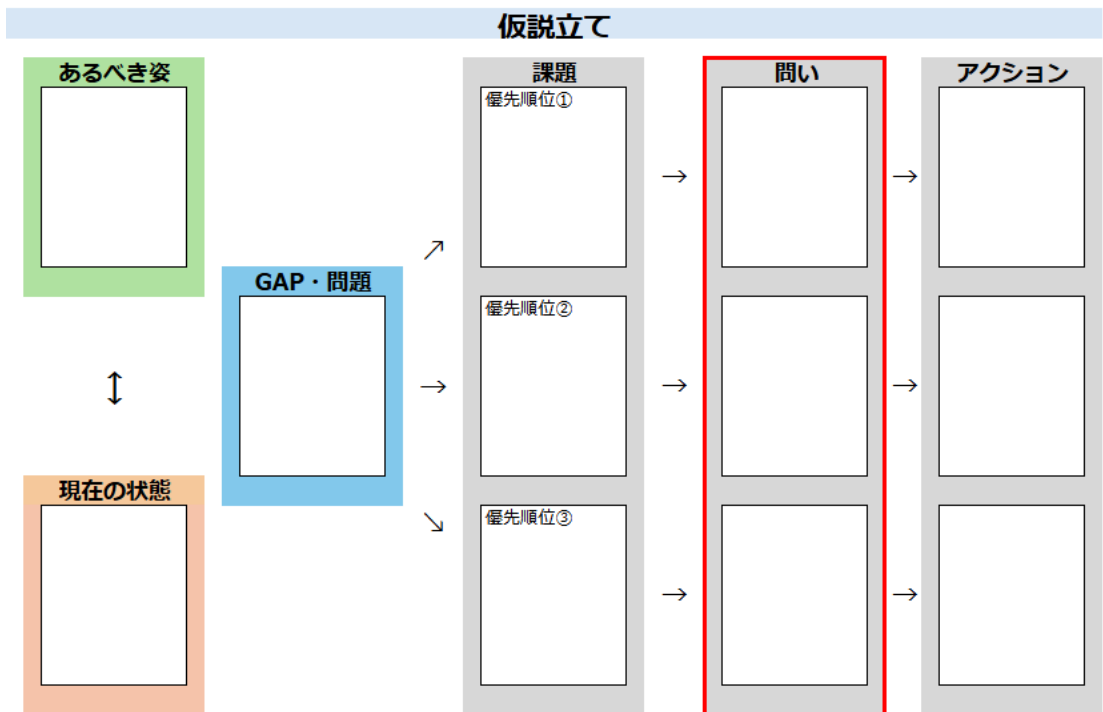 仮説立て
あるべき姿
課題
問い
アクション
優先順位①
GAP・問題
優先順位②
現在の状態
優先順位③